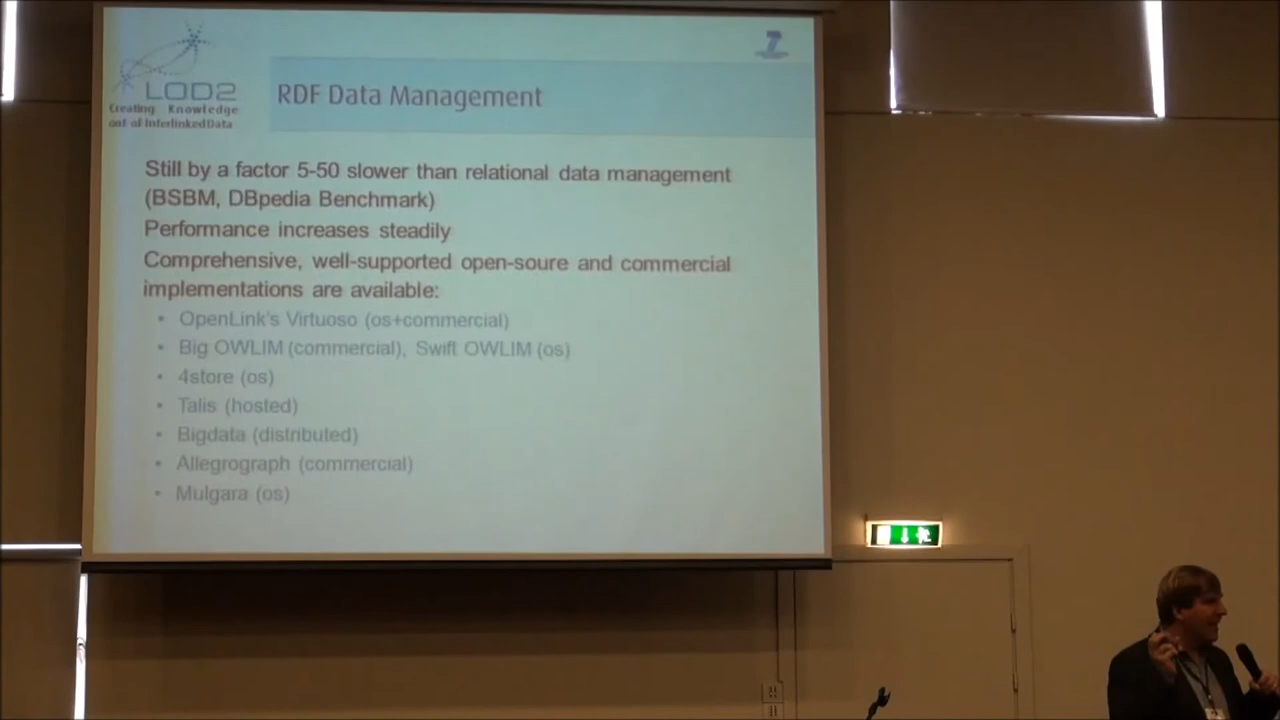 LOD2
Creating Knowledge
out of Interlinked Data
RDF Data Management
Still by a factor 5-50 slower than relational data management
(BSBM, DBpedia Benchmark)
Performance increases steadily
Comprehensive, well-supported open-soure and commercial
implementations are available:
• OpenLink's Virtuoso (os+commercial)
• Big OWLIM (commercial), Swift OWLIM (os)
• 4store (os)
• Talis (hosted)
• Bigdata (distributed)
• Allegrograph (commercial)
• Mulgara (os)